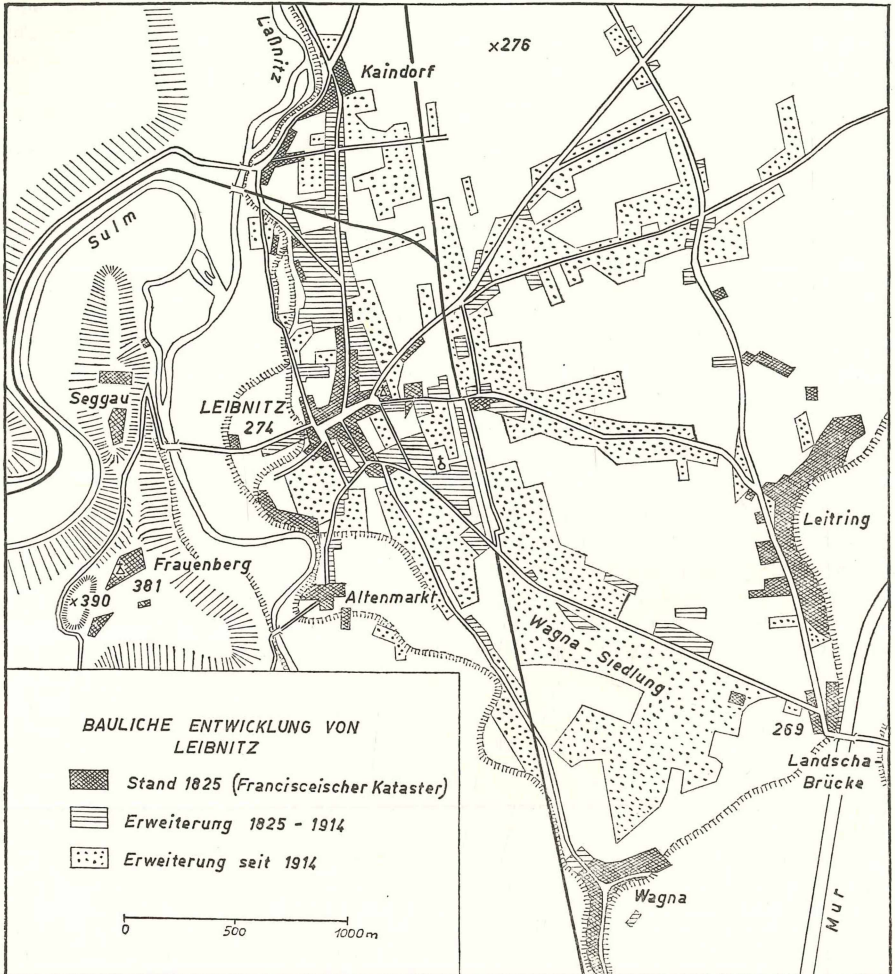 Laßnitz
x276
Kaindorf
Sulm
Seggau
LEIBNITZ
274
Leitring
Frauenberg
381
x390
Altenmarkt
Wagna Siedlung
269
Landscha-
Brücke
Wagna
Mur
BAULICHE ENTWICKLUNG VON
LEIBNITZ
Stand 1825 (Francisceischer Kataster)
Erweiterung 1825 - 1914
Erweiterung seit 1914
0 500 1000m